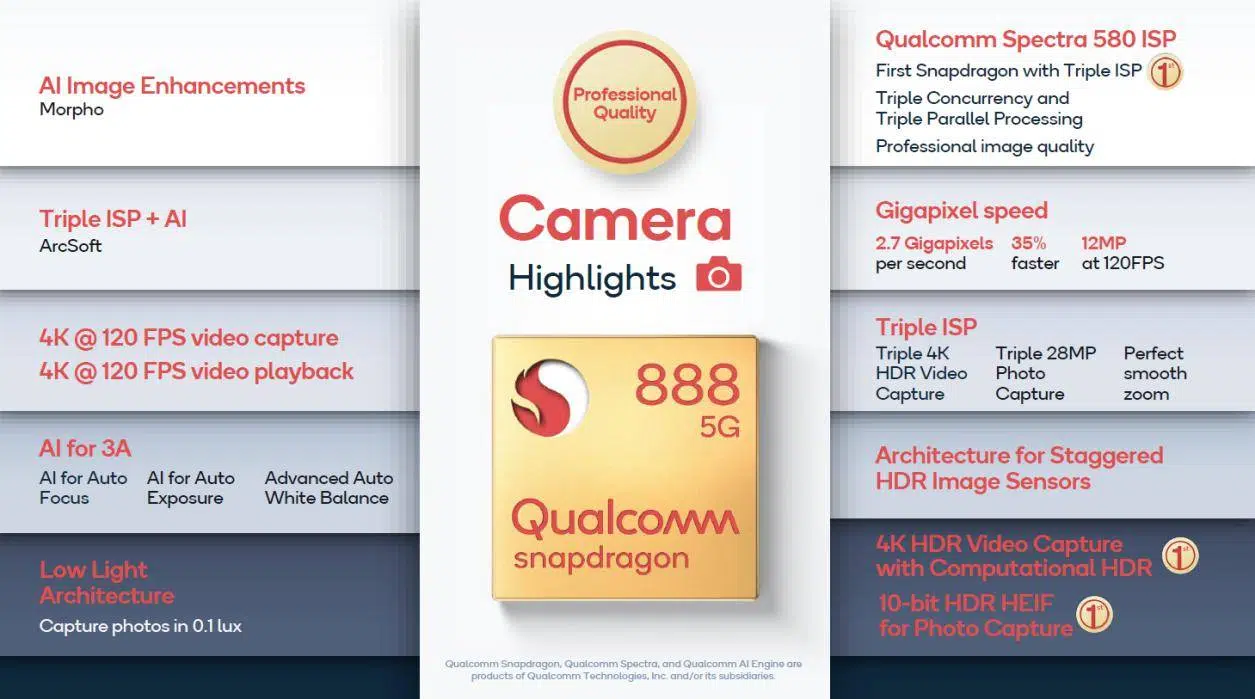 AI Image Enhancements
Morpho
Triple ISP + AI
ArcSoft
4K @ 120 FPS video capture
4K @ 120 FPS video playback
AI for 3A
AI for Auto
Focus
AI for Auto
Exposure
Advanced Auto
White Balance
Low Light
Architecture
Capture photos in 0.1 lux
Professional
Quality
Camera
Highlights
888
5G
Qualcomm
snapdragon
Qualcomm Snapdragon, Qualcomm Spectra, and Qualcomm AI Engine are
products of Qualcomm Technologies, Inc. and/or its subsidiaries.
Qualcomm Spectra 580 ISP
First Snapdragon with Triple ISP 1st
Triple Concurrency and
Triple Parallel Processing
Professional image quality
Gigapixel speed
2.7 Gigapixels
per second
35%
faster
12MP
at 120FPS
Triple ISP
Triple 4K
HDR Video
Capture
Triple 28MP
Photo
Capture
Perfect
smooth
zoom
Architecture for Staggered
HDR Image Sensors
4K HDR Video Capture
with Computational HDR 1st
10-bit HDR HEIF
for Photo Capture 1st